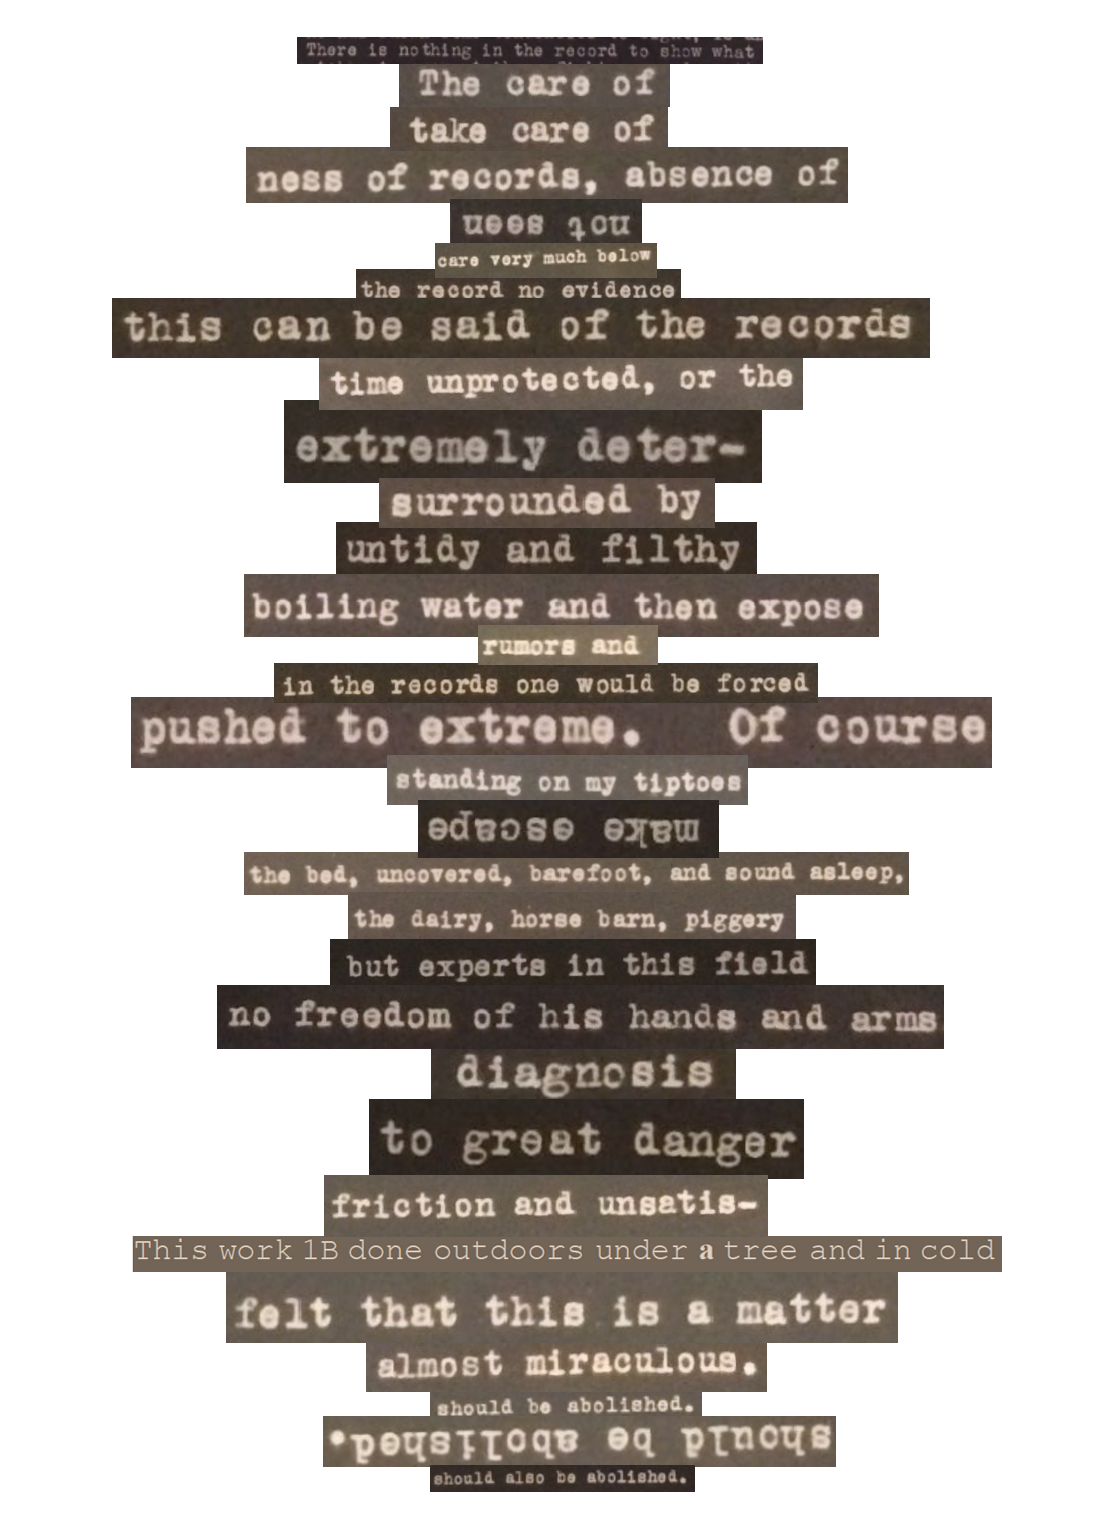 There is nothing in the record to show what
The care of
take care of
ness of records, absence of
not seen
care very much below
the record no evidence
this can be said of the records
time unprotected, or the
extremely deter-
surrounded by
untidy and filthy
boiling water and then expose
rumors and
in the records one would be forced
pushed to extreme. Of course
standing on my tiptoes
make escape
the bed, uncovered, barefoot, and sound asleep,
the dairy, horse barn, piggery
but experts in this field
no freedom of his hands and arms
diagnosis
to great danger
friction and unsatis-
This work 1B done outdoors under a tree and in cold
felt that this is a matter
almost miraculous.
should be abolished.
should be abolished.
should also be abolished.